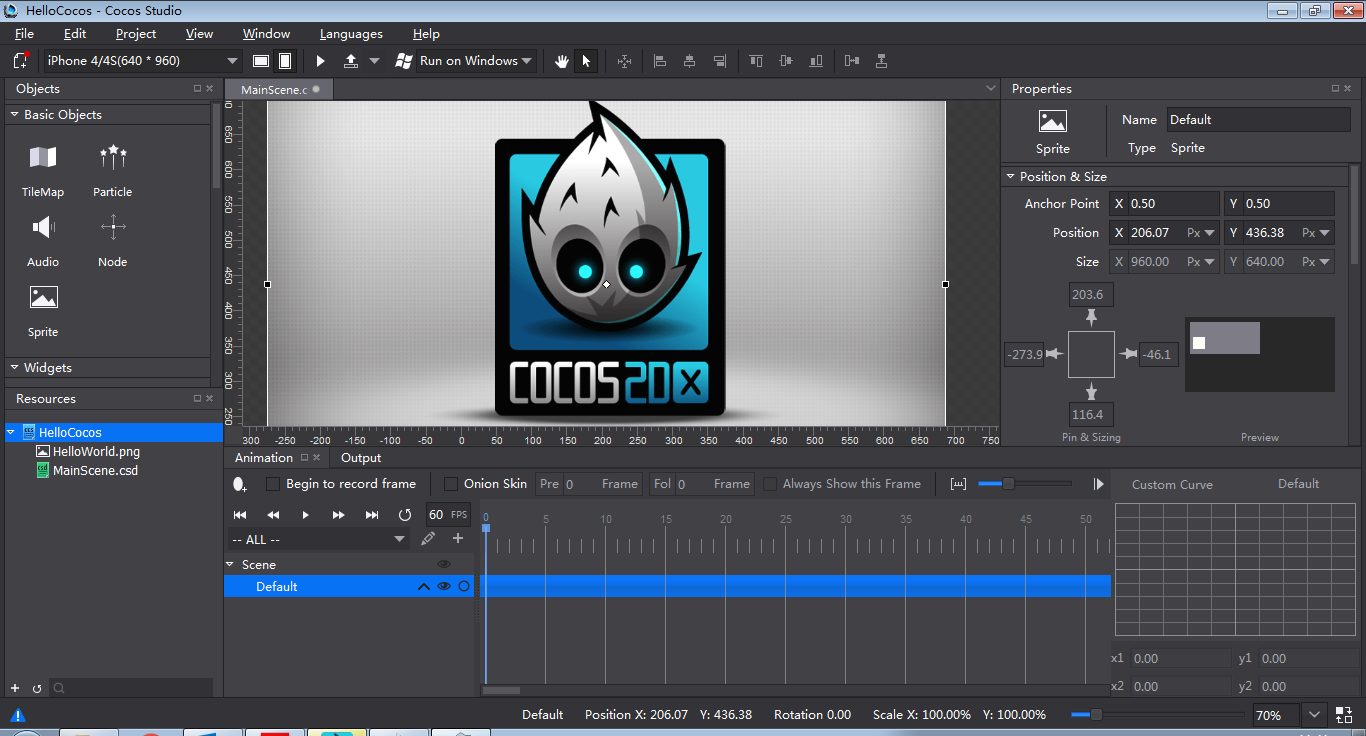 HelloCocos - Cocos Studio
File Edit Project View Window Languages Help
iPhone 4/4S(640 * 960) Run on Windows
Objects
Basic Objects
TileMap Particle
Audio Node
Sprite
Widgets
Resources
HelloCocos
HelloWorld.png
MainScene.csd
MainScene.c
650
600
550
500
450
400
350
300
250
COCOS 2D X
300 -250 -200 -150 -100 -50 0 50 100 150 200 250 300 350 400 450 500 550 600 650 700 750
Properties
Sprite
Name Default
Type Sprite
Position & Size
Anchor Point X 0.50 Y 0.50
Position X 206.07 Px Y 436.38 Px
Size X 960.00 Px Y 640.00 Px
203.6
-273.9 -46.1
116.4
Pin & Sizing Preview
Animation Output
Begin to record frame Onion Skin Pre 0 Frame Fol 0 Frame Always Show this Frame
Custom Curve Default
60 FPS
0 5 10 15 20 25 30 35 40 45 50
-- ALL --
Scene
Default
x1 0.00 y1 0.00
x2 0.00 y2 0.00
Default Position X: 206.07 Y: 436.38 Rotation 0.00 Scale X: 100.00% Y: 100.00% 70%